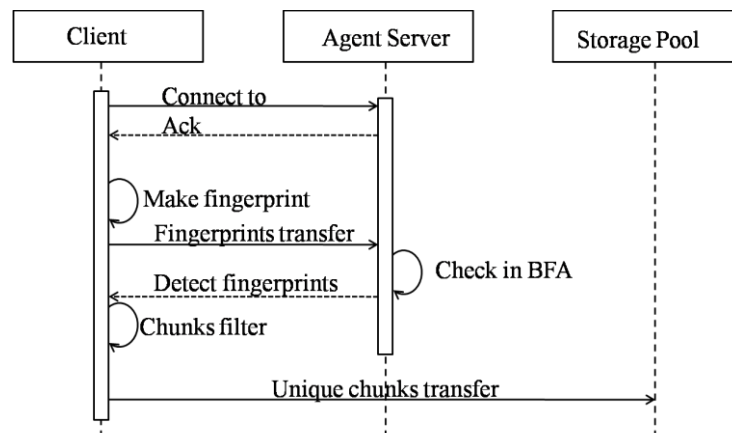 Client
Agent Server
Storage Pool
Connect to
Ack
Make fingerprint
Fingerprints transfer
Check in BFA
Detect fingerprints
Chunks filter
Unique chunks transfer